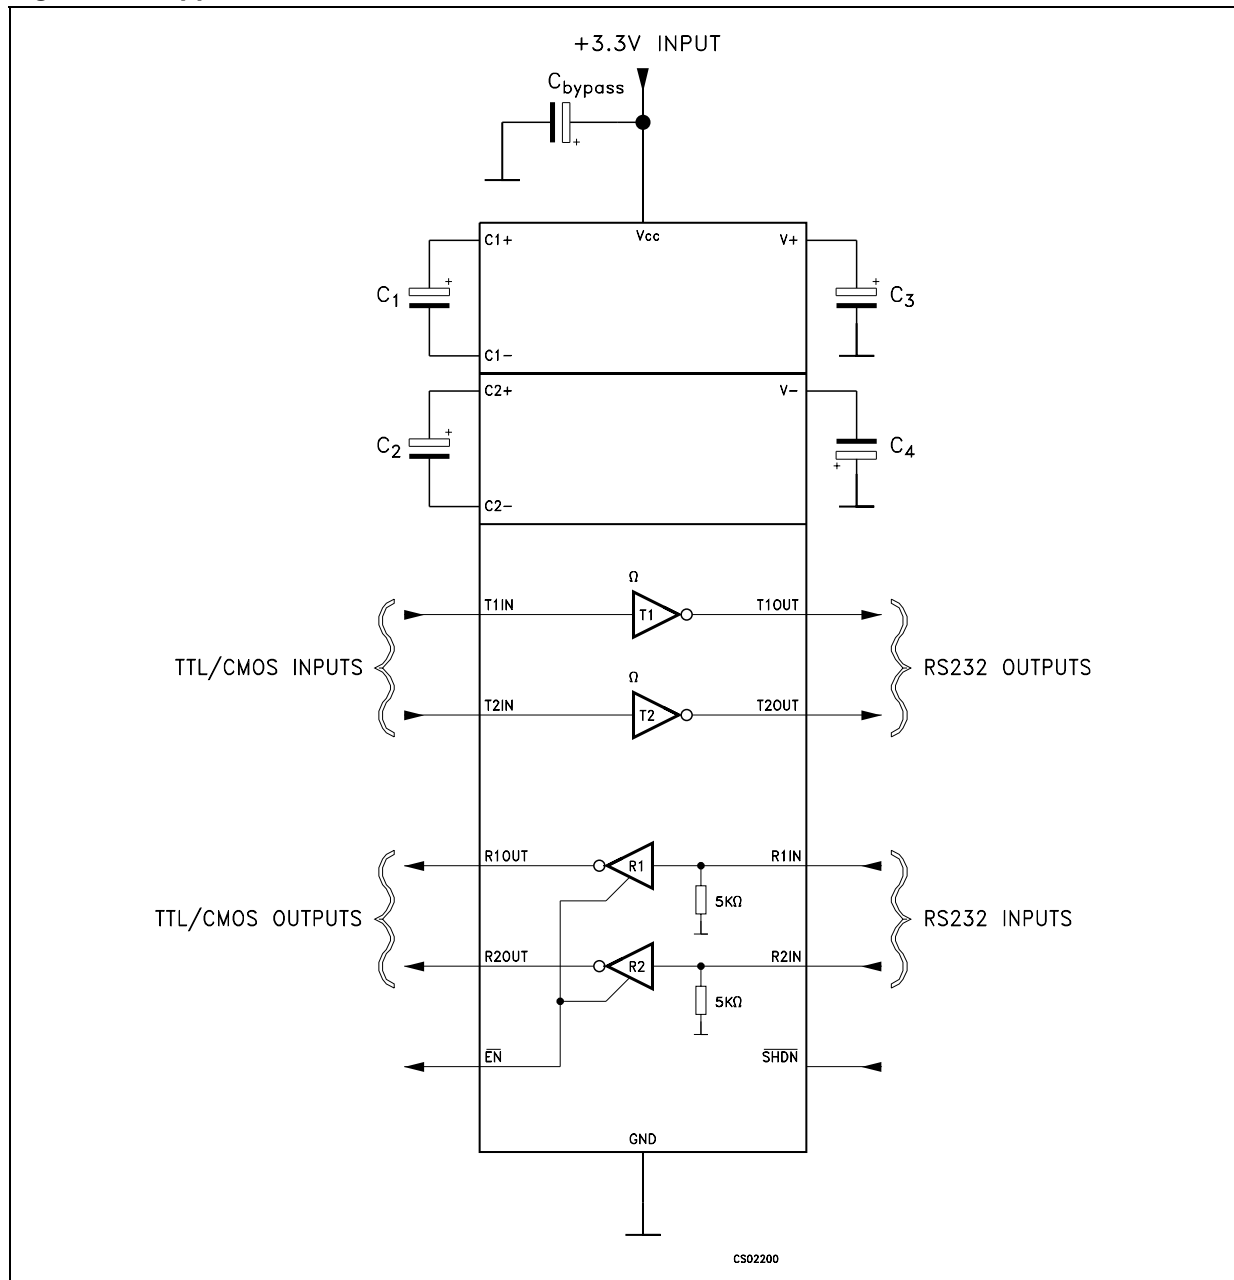 +3.3V INPUT
Cbypass
+
Vcc
C1+
V+
C1
+
+
C3
C1-
C2+
V-
C2
+
+
C4
C2-
Ω
T1IN
T1
T1OUT
TTL/CMOS INPUTS
RS232 OUTPUTS
Ω
T2IN
T2
T2OUT
R1OUT
R1
R1IN
5KΩ
TTL/CMOS OUTPUTS
RS232 INPUTS
R2OUT
R2
R2IN
5KΩ
EN
SHDN
GND
CS02200